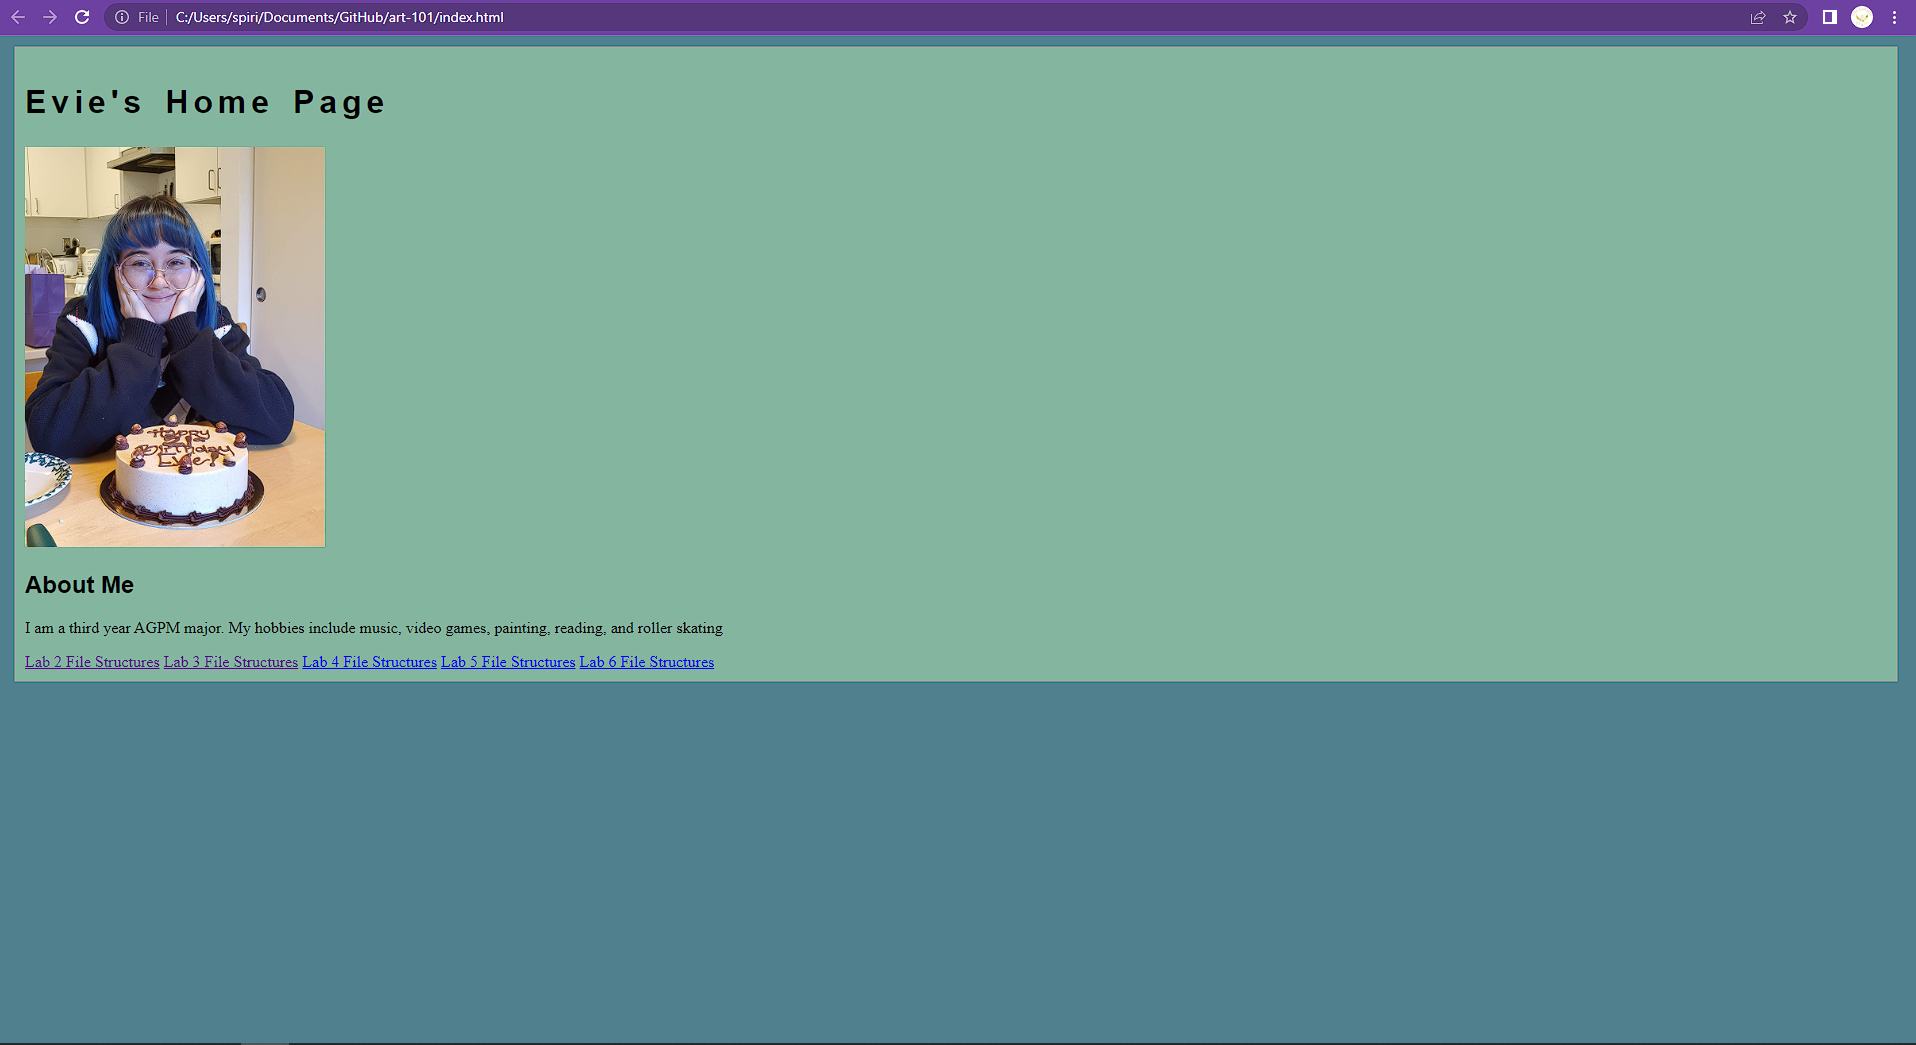 File C:/Users/spiri/Documents/GitHub/art-101/index.html
Evie's Home Page
Happy
21st
Birthday
Evie!
About Me
I am a third year AGPM major. My hobbies include music, video games, painting, reading, and roller skating
Lab 2 File Structures Lab 3 File Structures Lab 4 File Structures Lab 5 File Structures Lab 6 File Structures